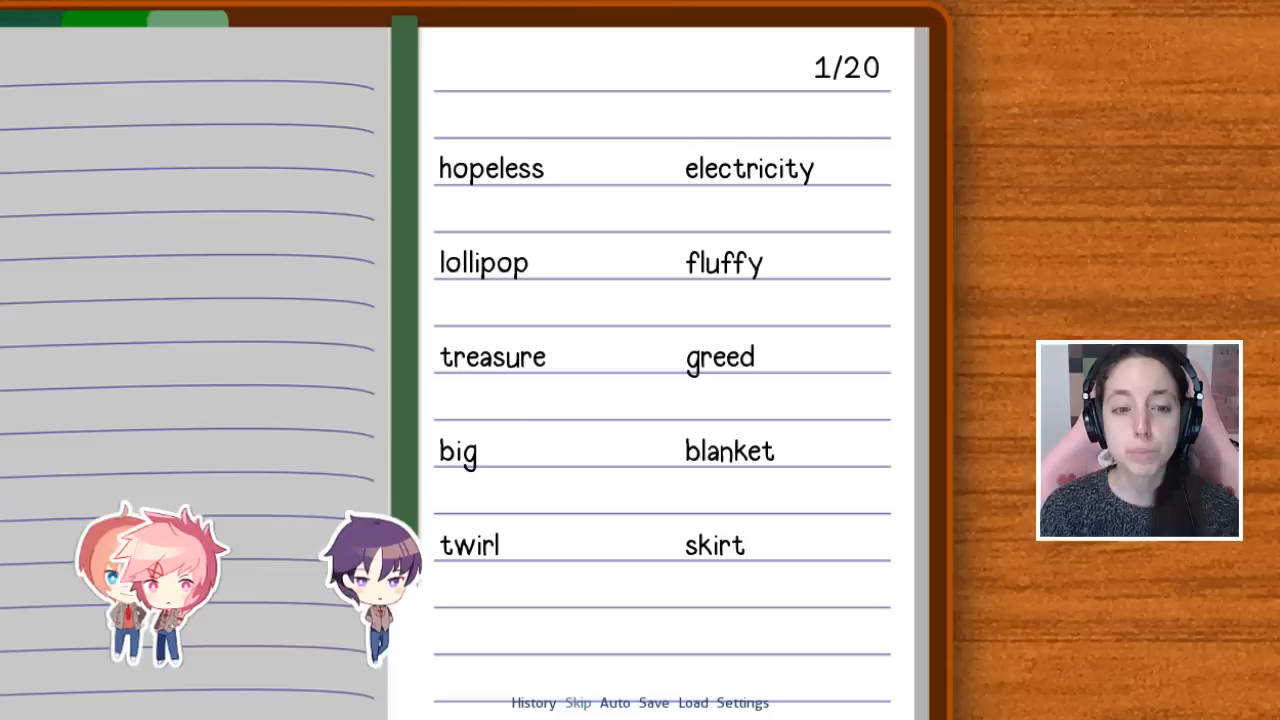 1/20
hopeless electricity
lollipop fluffy
treasure greed
big blanket
twirl skirt
History Skip Auto Save Load Settings